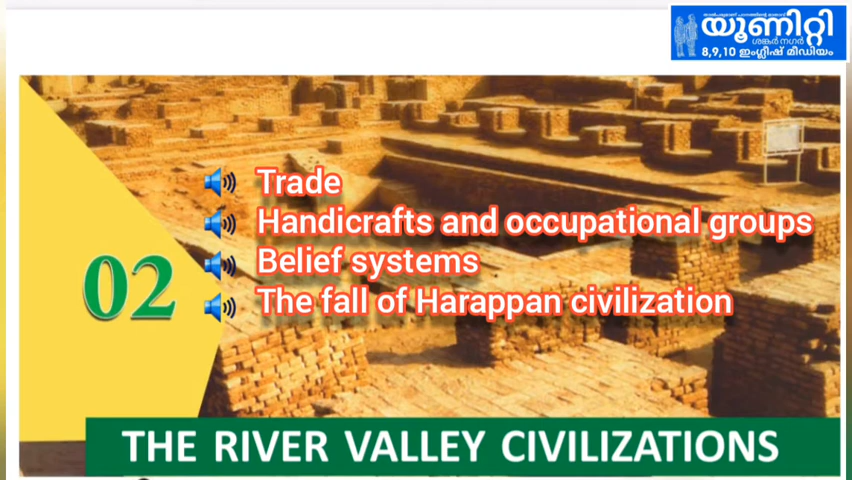 യൂണിറ്റി
ശങ്കർ നഗർ
8,9,10 ഇംഗ്ലീഷ് മീഡിയം
Trade
Handicrafts and occupational groups
Belief systems
The fall of Harappan civilization
02
THE RIVER VALLEY CIVILIZATIONS